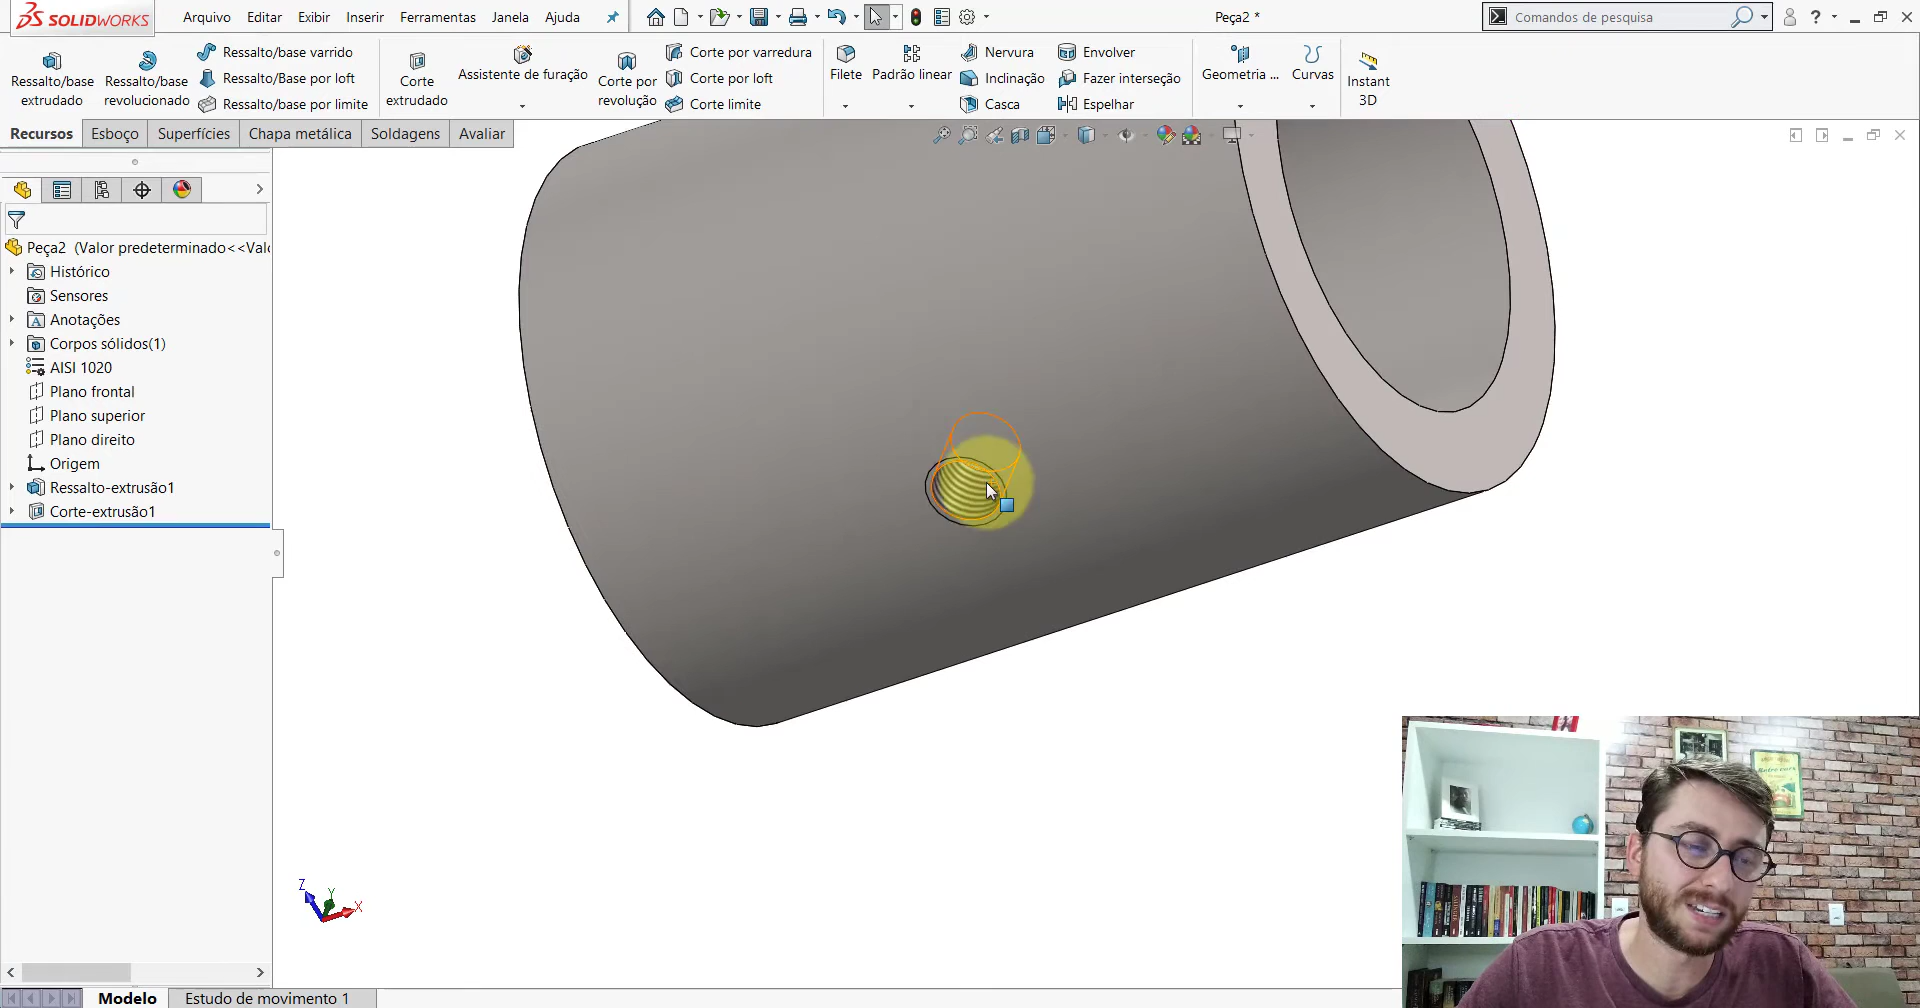 SOLIDWORKS
Arquivo Editar Exibir Inserir Ferramentas Janela Ajuda
Peça2 *
Comandos de pesquisa
Ressalto/base extrudado
Ressalto/base revolucionado
Ressalto/base varrido
Ressalto/Base por loft
Ressalto/base por limite
Corte extrudado
Assistente de furação
Corte por revolução
Corte por varredura
Corte por loft
Corte limite
Filete
Padrão linear
Nervura
Inclinação
Casca
Envolver
Fazer interseção
Espelhar
Geometria ...
Curvas
Instant 3D
Recursos Esboço Superfícies Chapa metálica Soldagens Avaliar
Peça2 (Valor predeterminado<<Valo
Histórico
Sensores
Anotações
Corpos sólidos(1)
AISI 1020
Plano frontal
Plano superior
Plano direito
Origem
Ressalto-extrusão1
Corte-extrusão1
Z
Y
X
Modelo Estudo de movimento 1